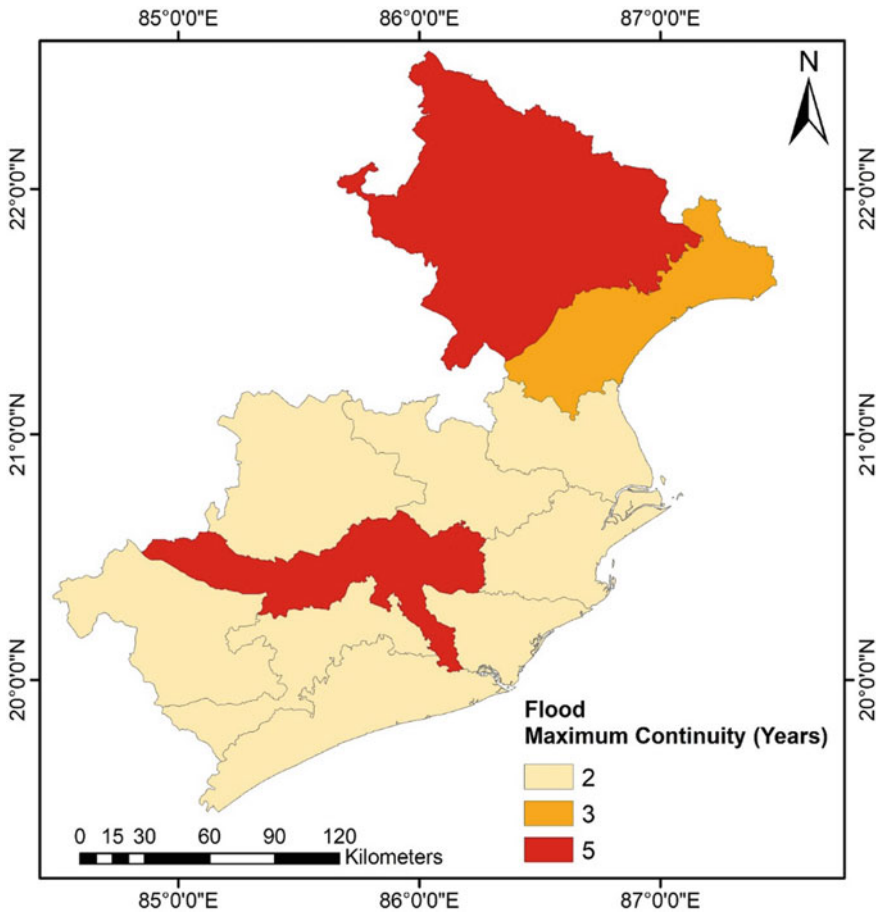 85°0'0"E 86°0'0"E 87°0'0"E
N
22°0'0"N 22°0'0"N
21°0'0"N 21°0'0"N
20°0'0"N 20°0'0"N
Flood
Maximum Continuity (Years)
2
3
5
0 15 30 60 90 120
Kilometers
85°0'0"E 86°0'0"E 87°0'0"E